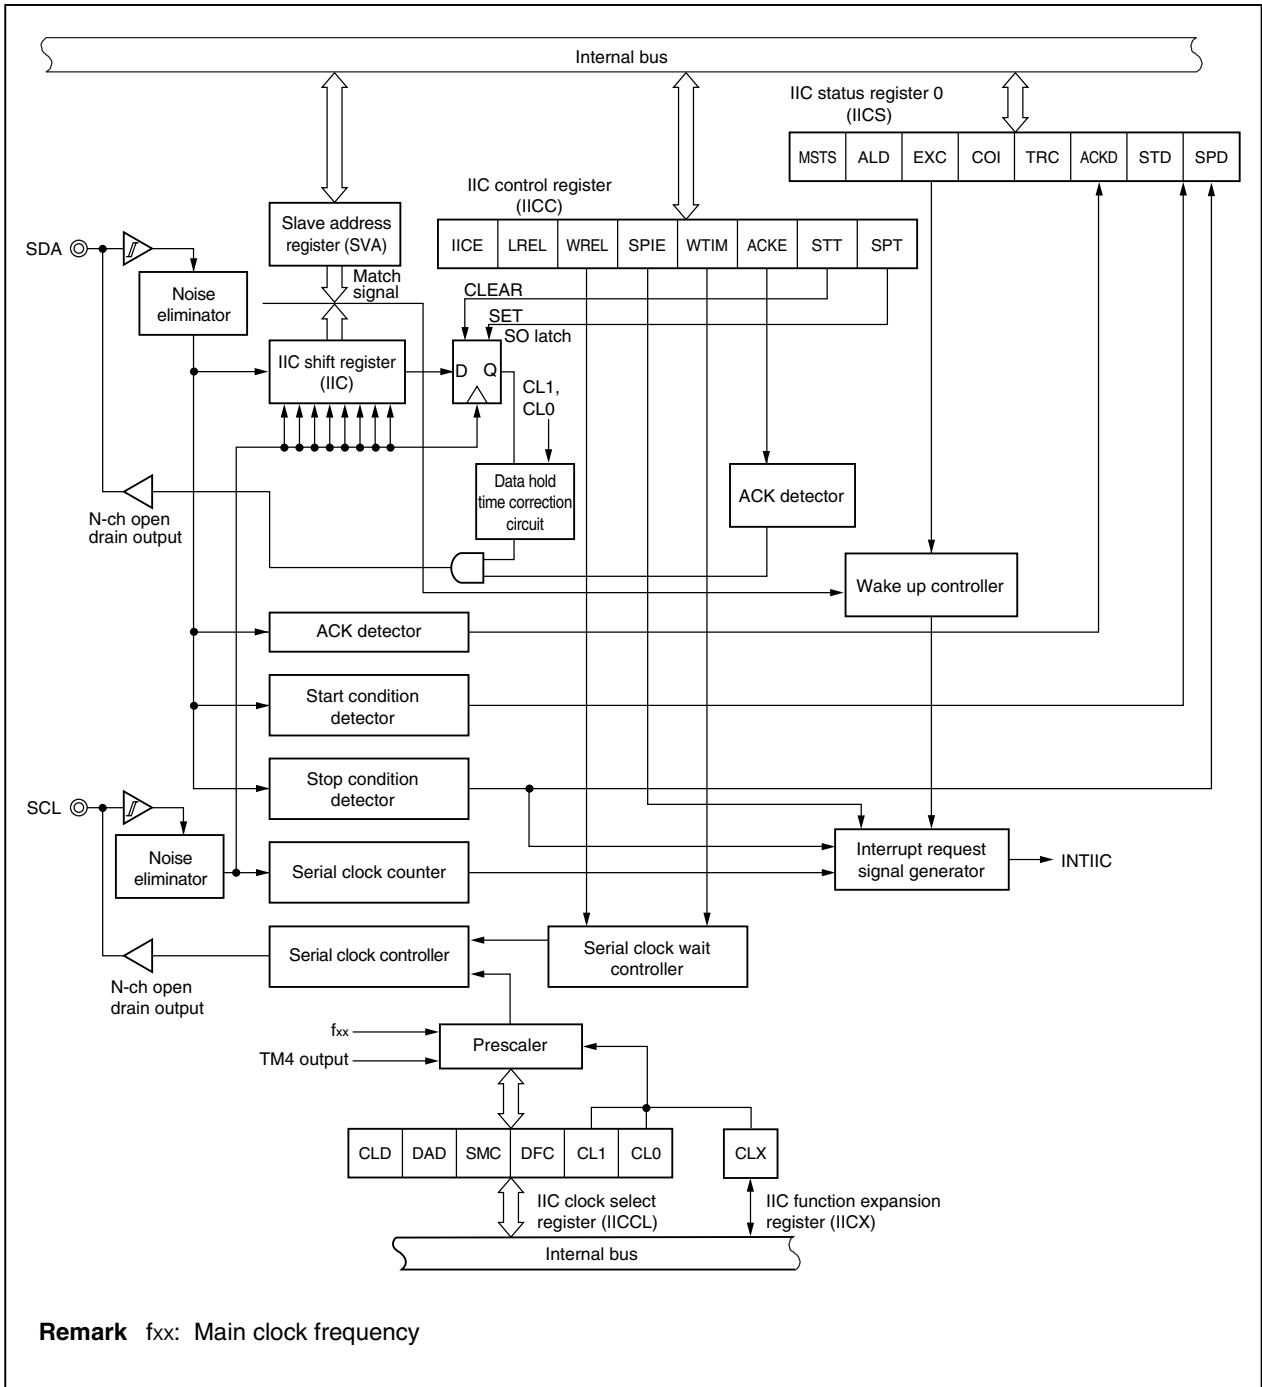 Internal bus
IIC status register 0
(IICS)
MSTS ALD EXC COI TRC ACKD STD SPD
IIC control register
(IICC)
Slave address
register (SVA)
IICE LREL WREL SPIE WTIM ACKE STT SPT
SDA
Noise
eliminator
Match
signal
CLEAR
SET
SO latch
IIC shift register
(IIC)
D Q
CL1,
CL0
Data hold
time correction
circuit
ACK detector
N-ch open
drain output
Wake up controller
ACK detector
Start condition
detector
Stop condition
detector
SCL
Noise
eliminator
Serial clock counter
Interrupt request
signal generator
INTIIC
Serial clock controller
Serial clock wait
controller
N-ch open
drain output
fxx
TM4 output
Prescaler
CLD DAD SMC DFC CL1 CL0
CLX
IIC clock select
register (IICCL)
IIC function expansion
register (IICX)
Internal bus
Remark fxx: Main clock frequency